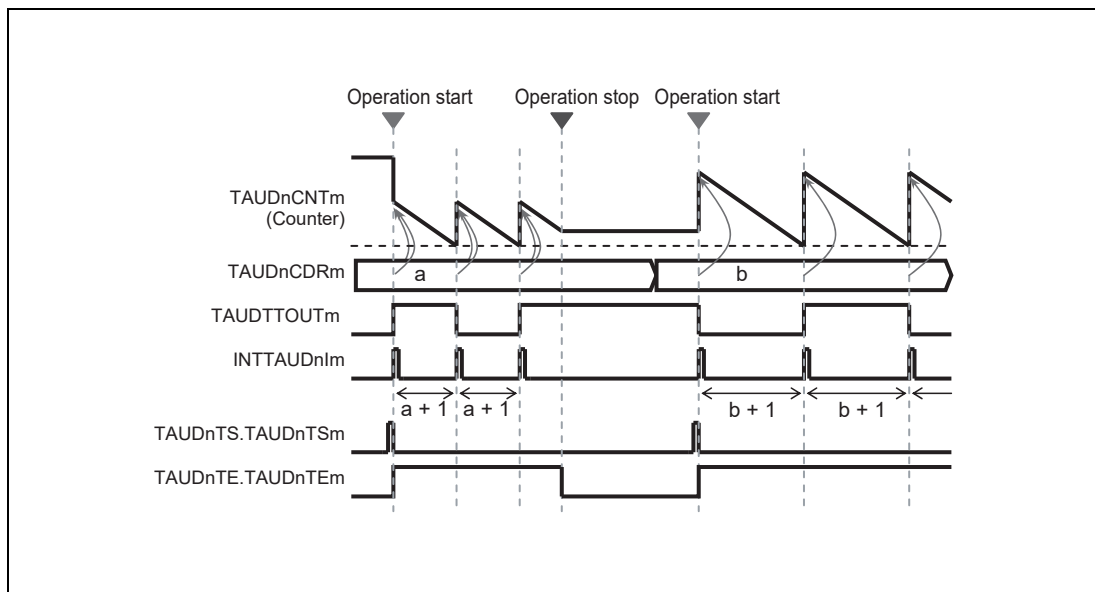 Operation start
Operation stop
Operation start
TAUDnCNTm
(Counter)
TAUDnCDRm
a
b
TAUDTTOUTm
INTTAUDnIm
a + 1
a + 1
b + 1
b + 1
TAUDnTS.TAUDnTSm
TAUDnTE.TAUDnTEm